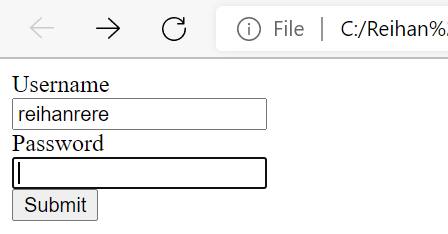 File C:/Reihan%
Username
reihanrere
Password
Submit